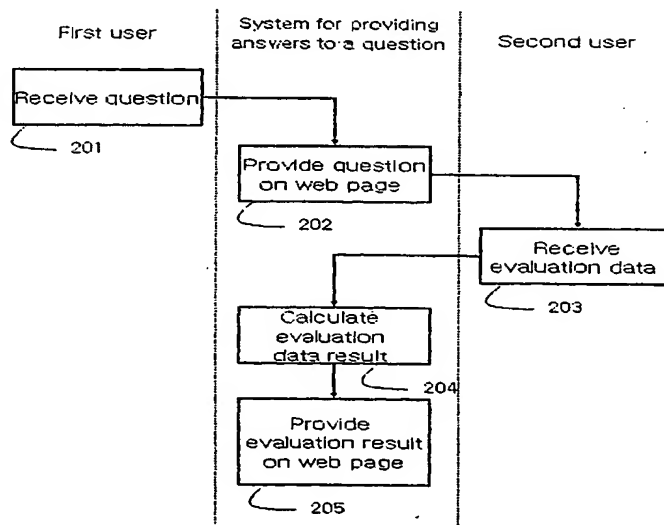 First user
System for providing
answers to a question
Second user
Receive question
201
Provide question
on web page
202
Receive
evaluation data
203
Calculate
evaluation
data result
204
Provide
evaluation result
on web page
205